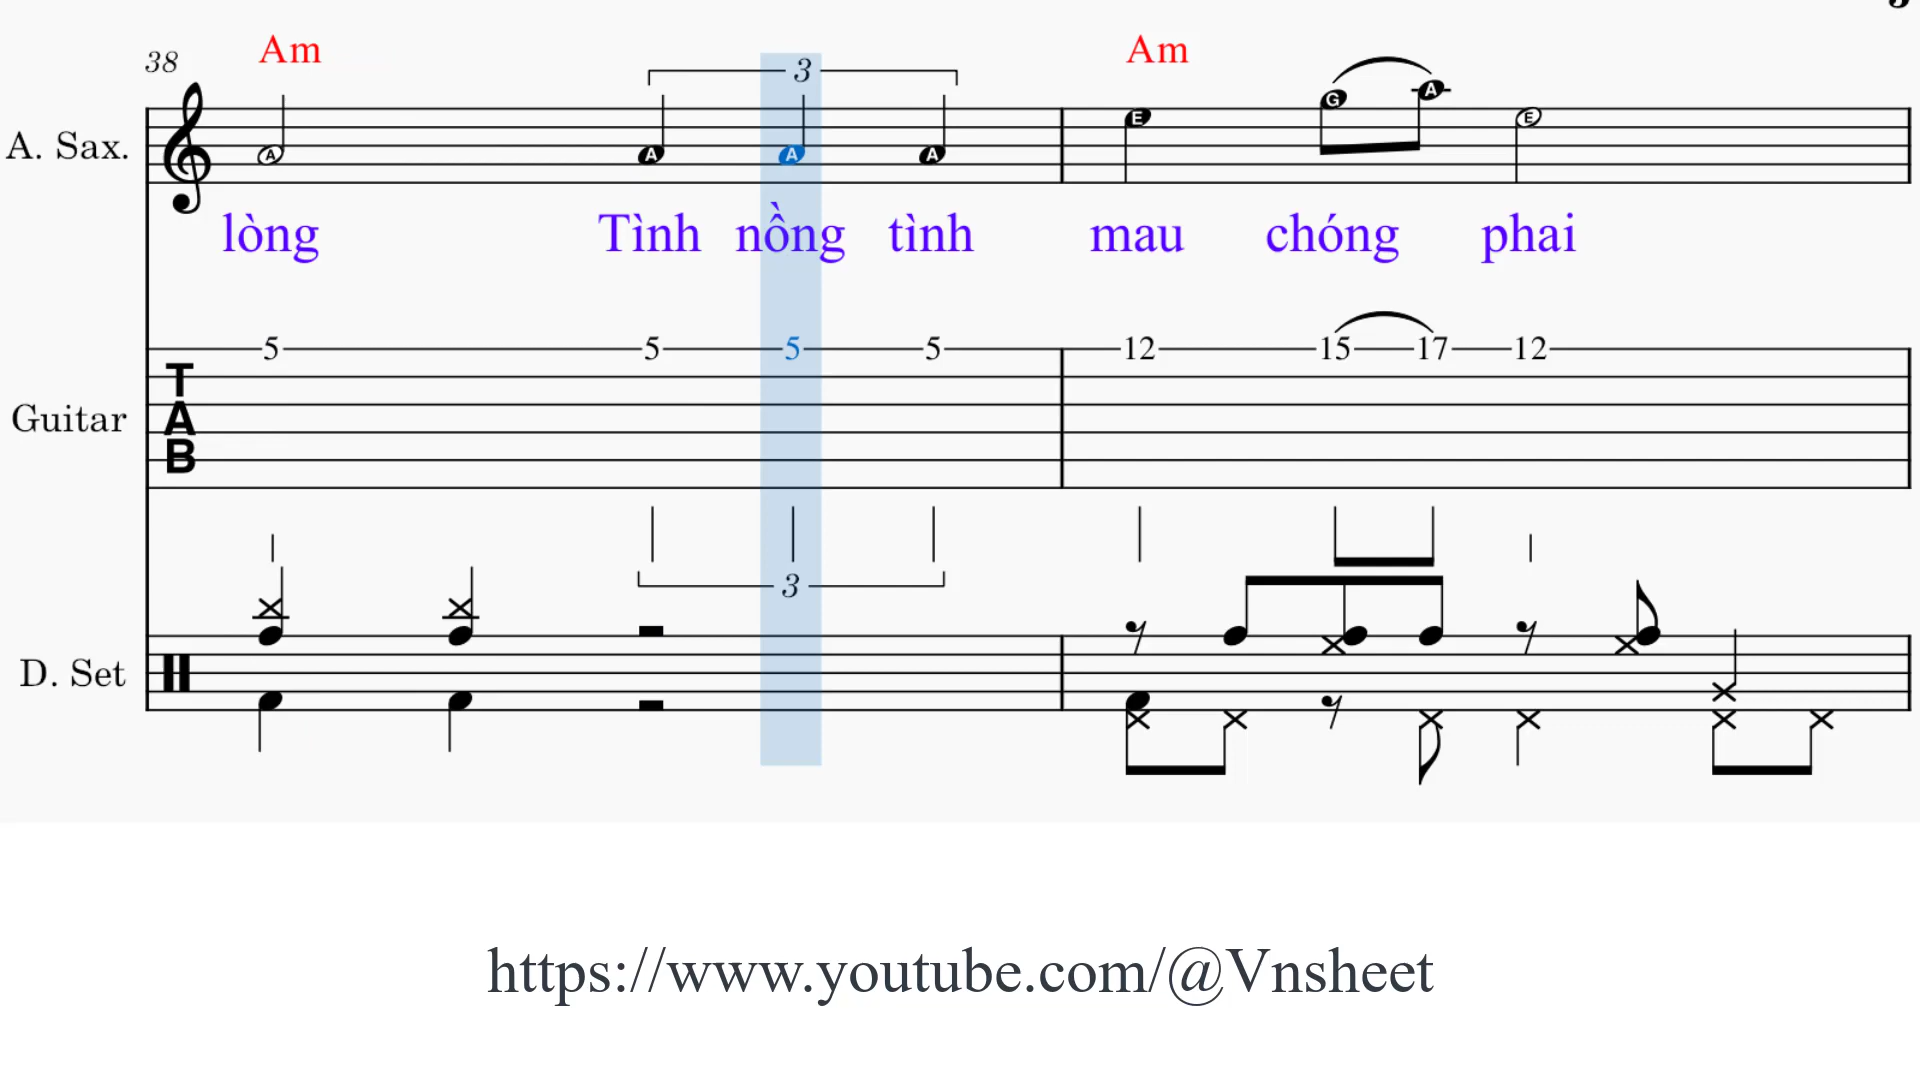 38 Am 3 Am
A. Sax. A A A A E G A E
lòng Tình nồng tình mau chóng phai
5 5 5 5 12 15 17 12
TAB
Guitar
3
D. Set
https://www.youtube.com/@Vnsheet